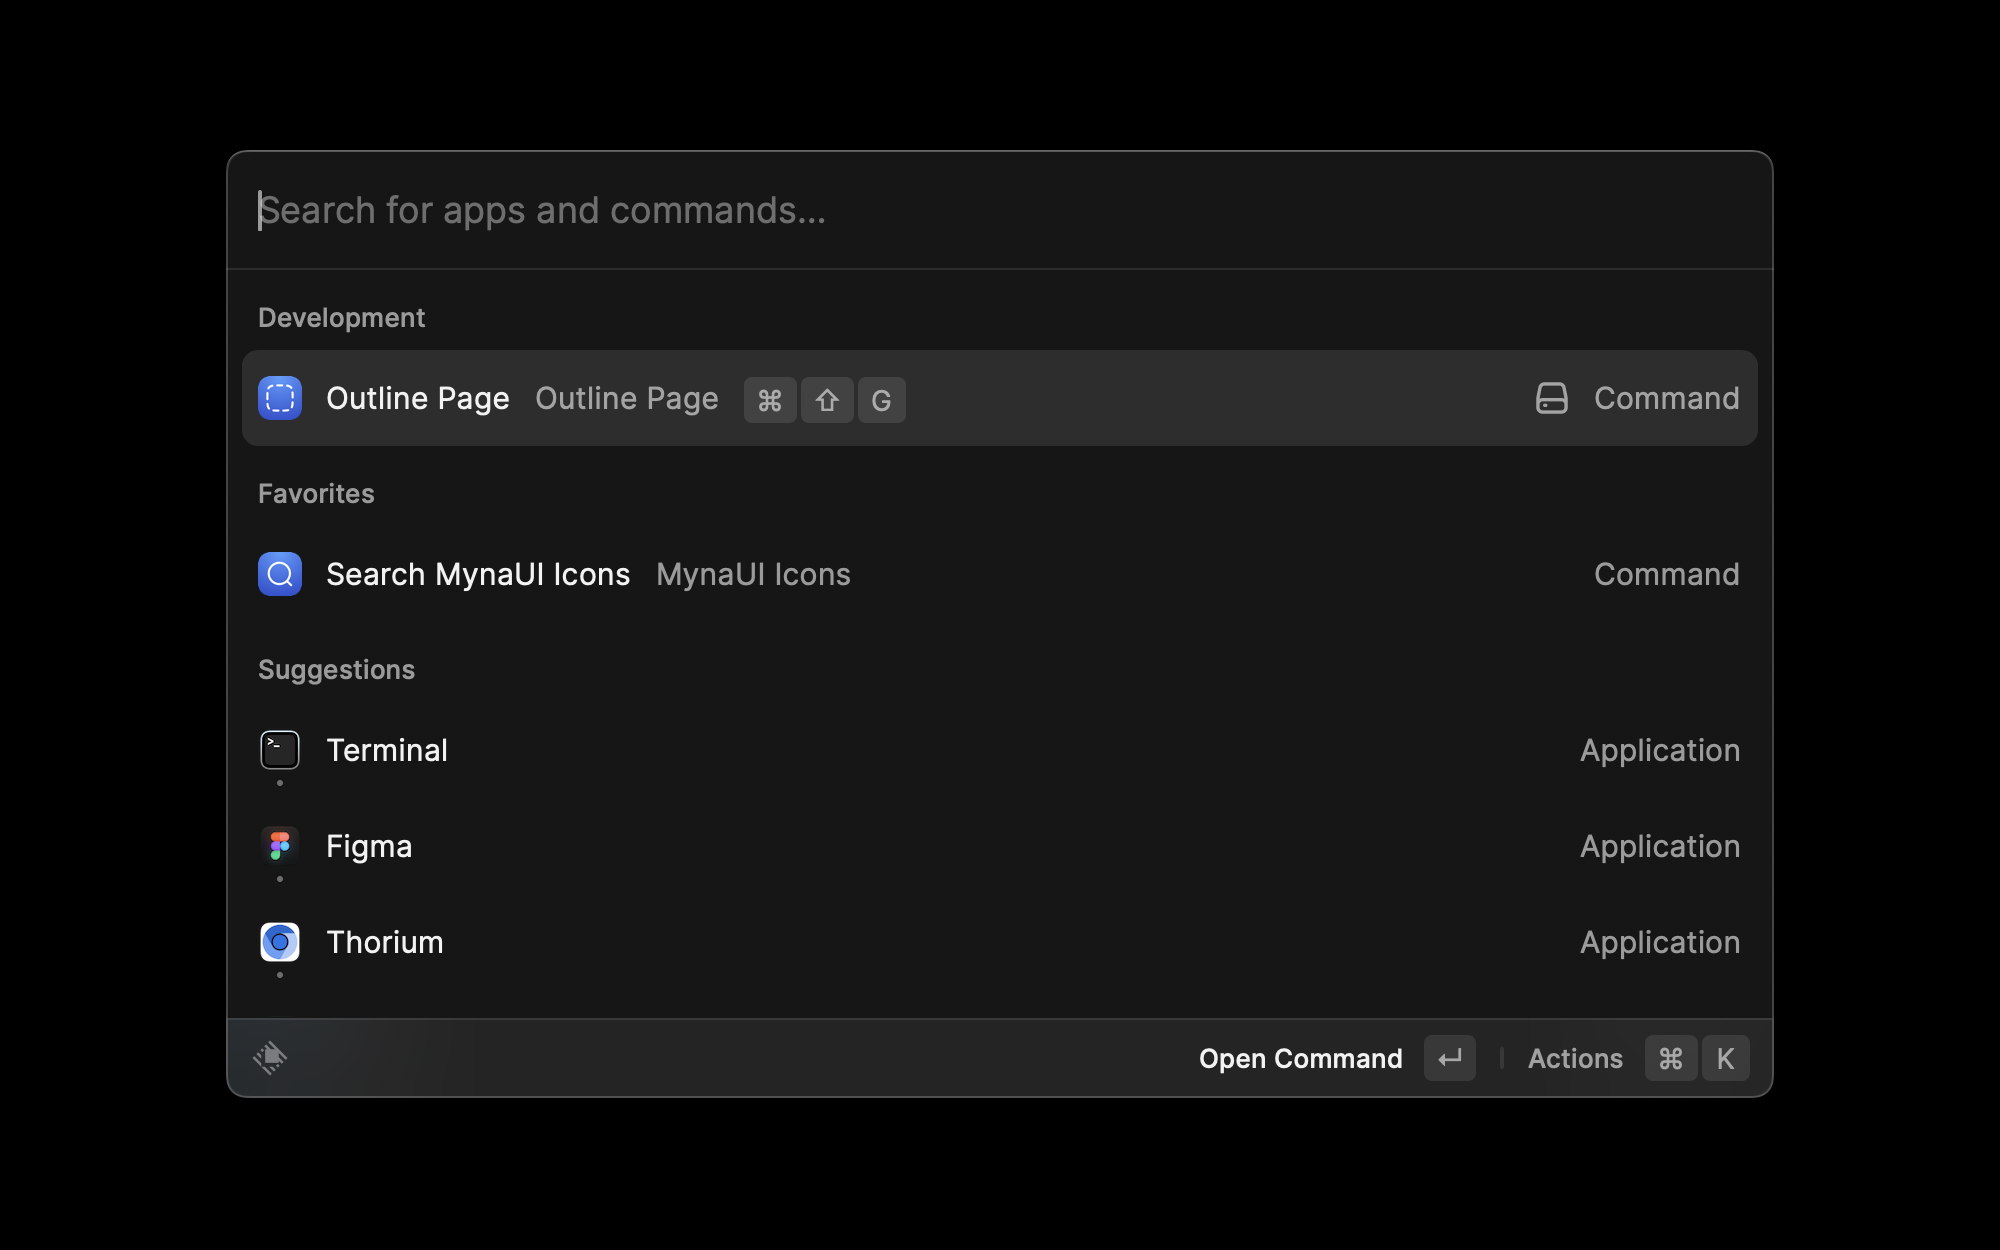 Search for apps and commands...
Development
Outline Page Outline Page ⌘ ⇧ G Command
Favorites
Search MynaUI Icons MynaUI Icons Command
Suggestions
>_ Terminal Application
Figma Application
Thorium Application
Open Command ↵ | Actions ⌘ K